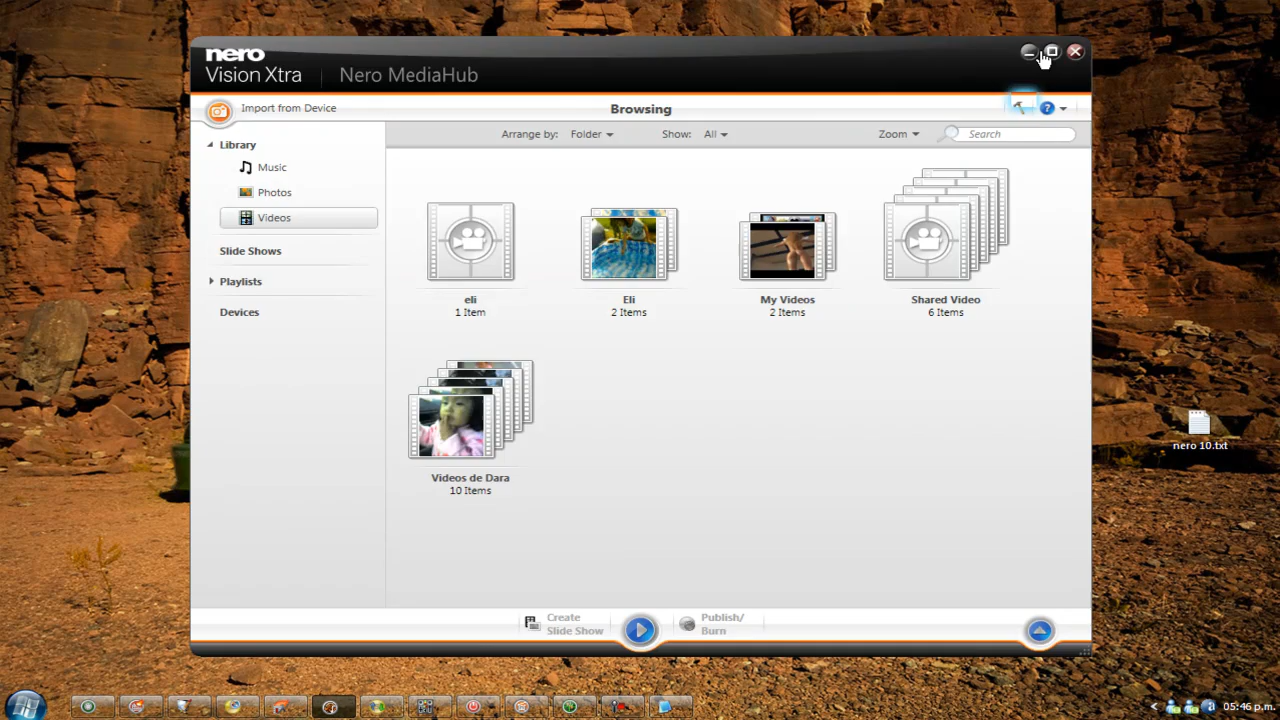 nero
Vision Xtra
Nero MediaHub
Import from Device
Browsing
?
Library
Arrange by: Folder
Show: All
Zoom
Search
Music
Photos
Videos
Slide Shows
Playlists
Devices
eli
1 Item
Eli
2 Items
My Videos
2 Items
Shared Video
6 Items
Videos de Dara
10 Items
nero 10.txt
Create
Slide Show
Publish/
Burn
05:46 p.m.